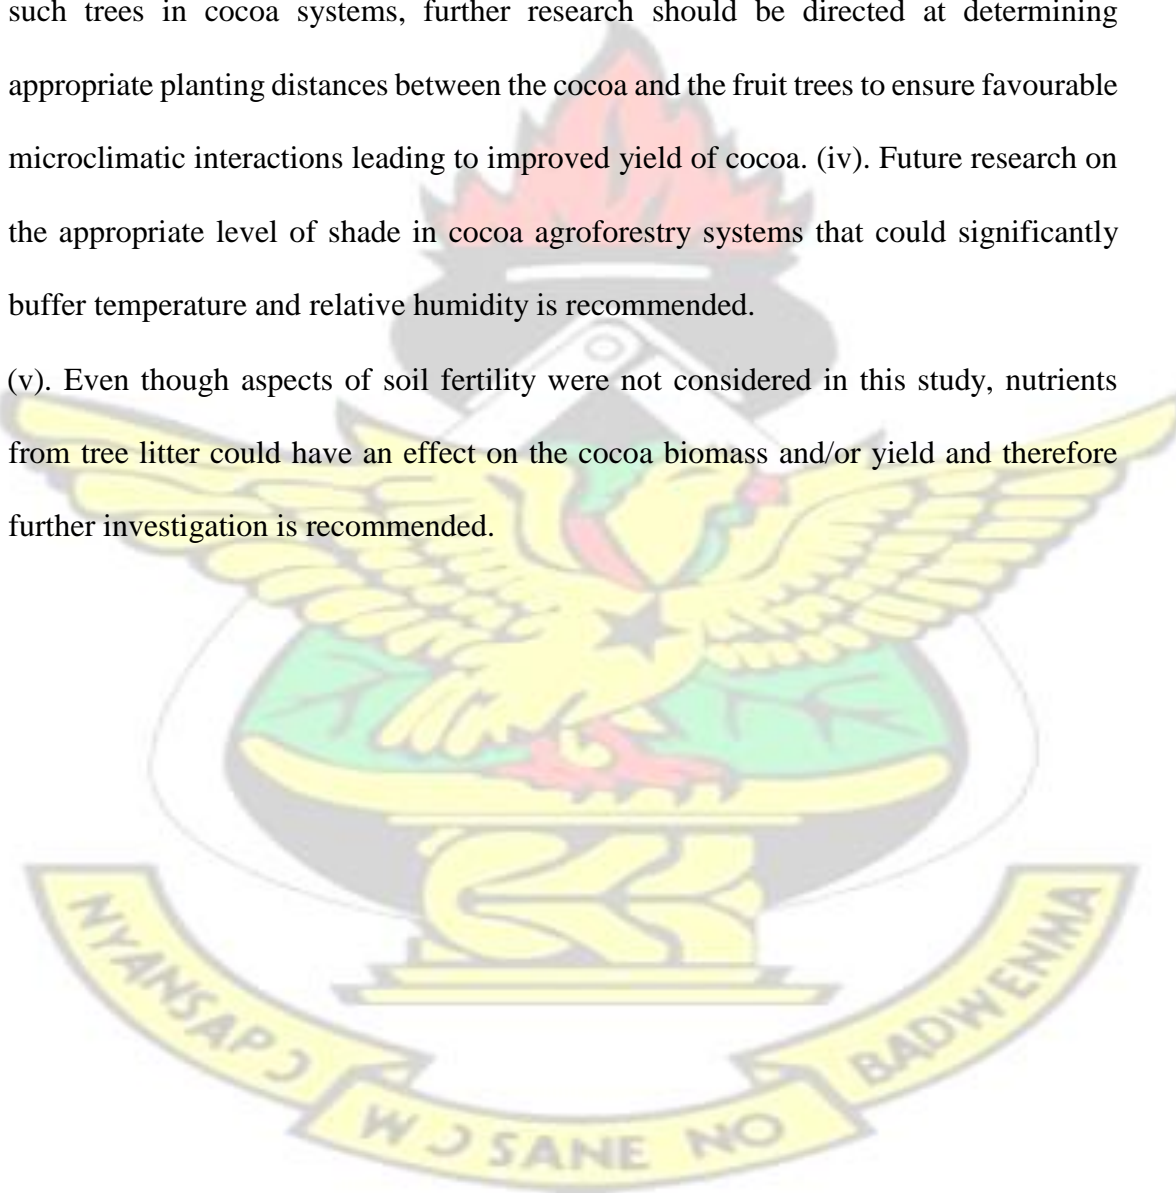 such trees in cocoa systems, further research should be directed at determining
appropriate planting distances between the cocoa and the fruit trees to ensure favourable
microclimatic interactions leading to improved yield of cocoa. (iv). Future research on
the appropriate level of shade in cocoa agroforestry systems that could significantly
buffer temperature and relative humidity is recommended.
(v). Even though aspects of soil fertility were not considered in this study, nutrients
from tree litter could have an effect on the cocoa biomass and/or yield and therefore
further investigation is recommended.
NYANSAPƆ
WƆSANE NO
BADWENMA